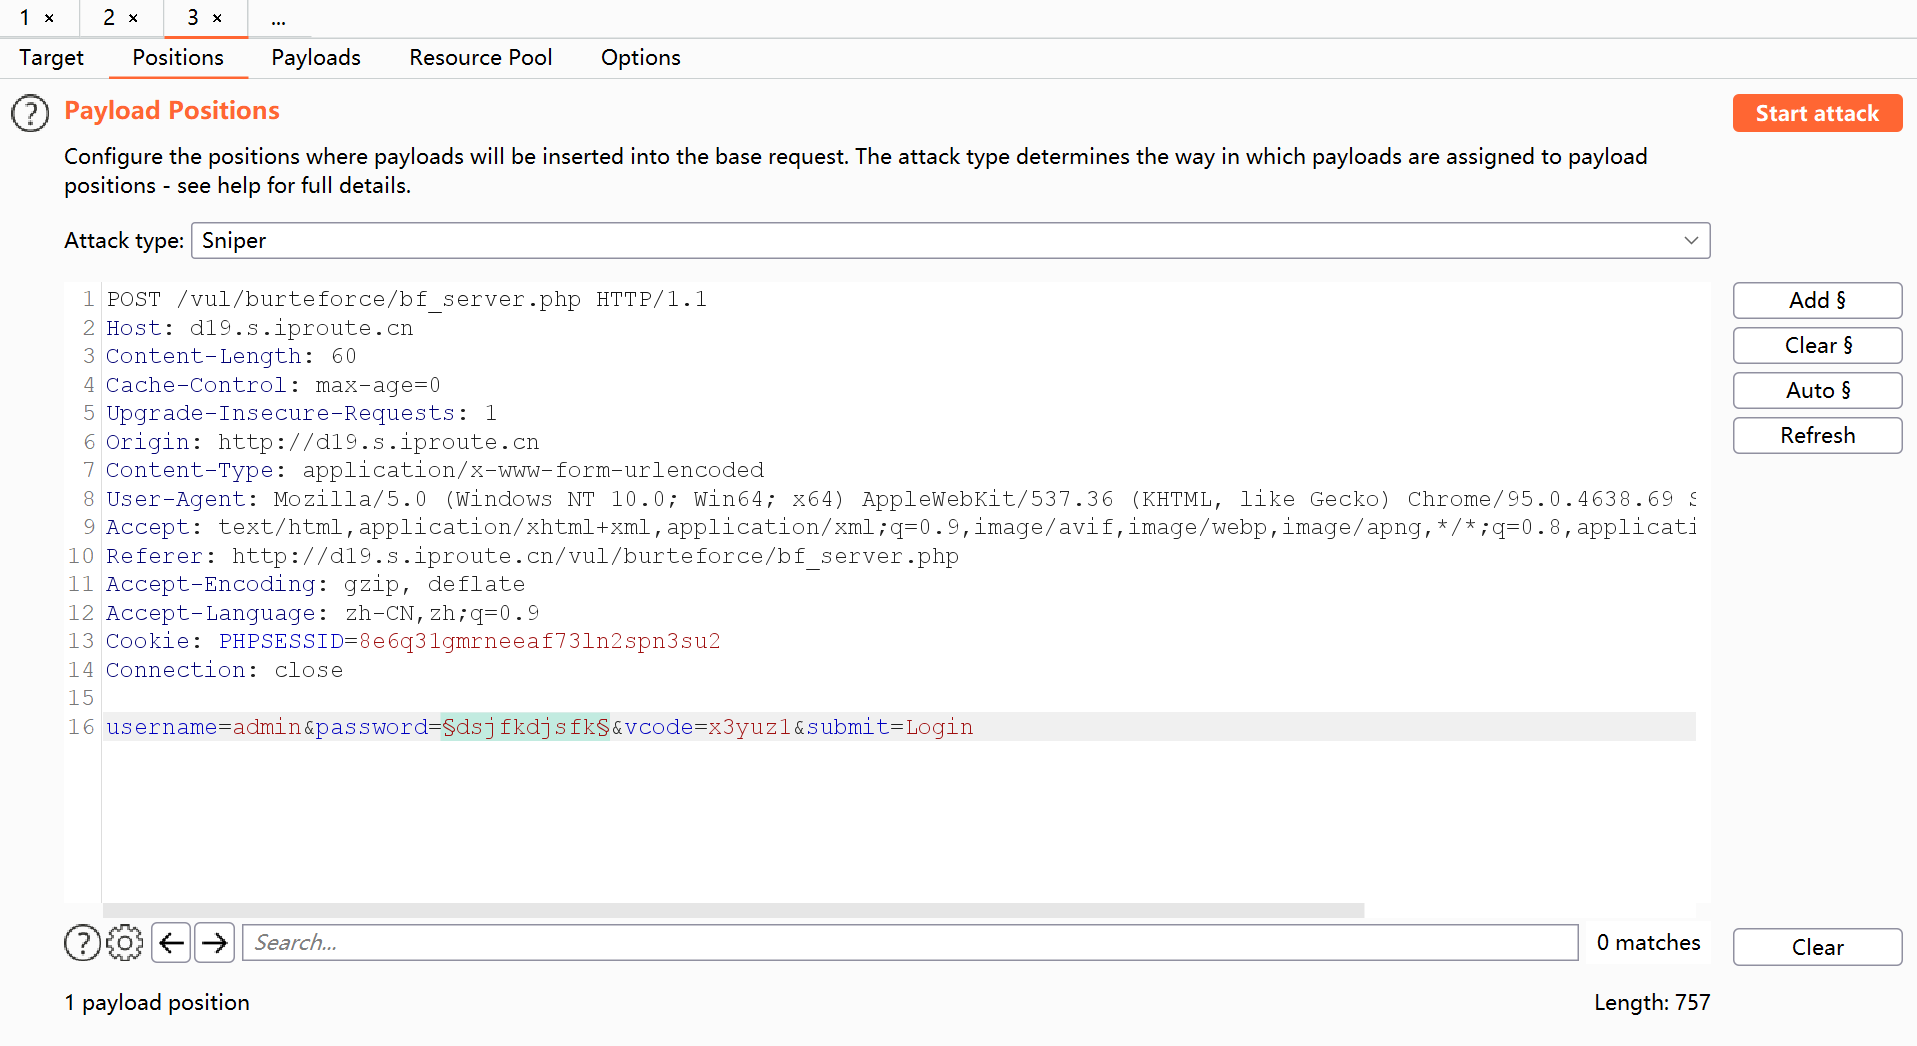 1 × 2 × 3 × ...
Target Positions Payloads Resource Pool Options
? Payload Positions
Start attack
Configure the positions where payloads will be inserted into the base request. The attack type determines the way in which payloads are assigned to payload
positions - see help for full details.
Attack type: Sniper
1 POST /vul/burteforce/bf_server.php HTTP/1.1
2 Host: d19.s.iproute.cn
3 Content-Length: 60
4 Cache-Control: max-age=0
5 Upgrade-Insecure-Requests: 1
6 Origin: http://d19.s.iproute.cn
7 Content-Type: application/x-www-form-urlencoded
8 User-Agent: Mozilla/5.0 (Windows NT 10.0; Win64; x64) AppleWebKit/537.36 (KHTML, like Gecko) Chrome/95.0.4638.69 S
9 Accept: text/html,application/xhtml+xml,application/xml;q=0.9,image/avif,image/webp,image/apng,*/*;q=0.8,applicati
10 Referer: http://d19.s.iproute.cn/vul/burteforce/bf_server.php
11 Accept-Encoding: gzip, deflate
12 Accept-Language: zh-CN,zh;q=0.9
13 Cookie: PHPSESSID=8e6q31gmrneeaf73ln2spn3su2
14 Connection: close
15
16 username=admin&password=§dsjfkdjsfk§&vcode=x3yuz1&submit=Login
Add §
Clear §
Auto §
Refresh
? Search... 0 matches
Clear
1 payload position
Length: 757